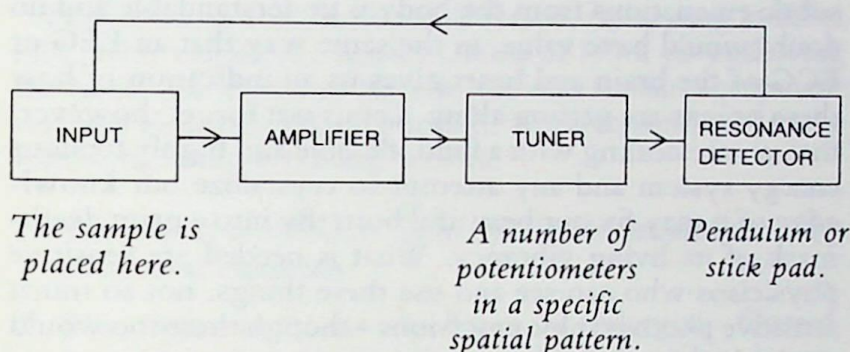 INPUT
AMPLIFIER
TUNER
RESONANCE
DETECTOR
The sample is
placed here.
A number of
potentiometers
in a specific
spatial pattern.
Pendulum or
stick pad.